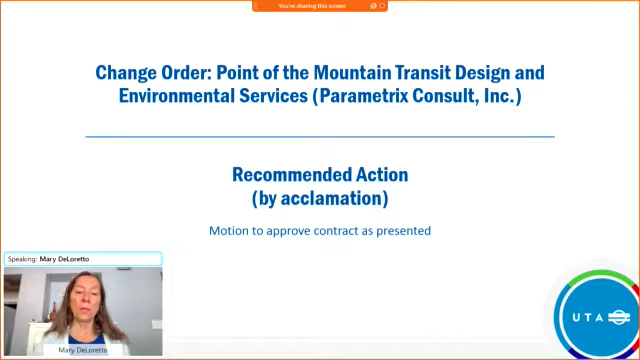 You're sharing this screen
Change Order: Point of the Mountain Transit Design and
Environmental Services (Parametrix Consult, Inc.)
Recommended Action
(by acclamation)
Motion to approve contract as presented
Speaking: Mary DeLoretto
Mary DeLoretto
UTA